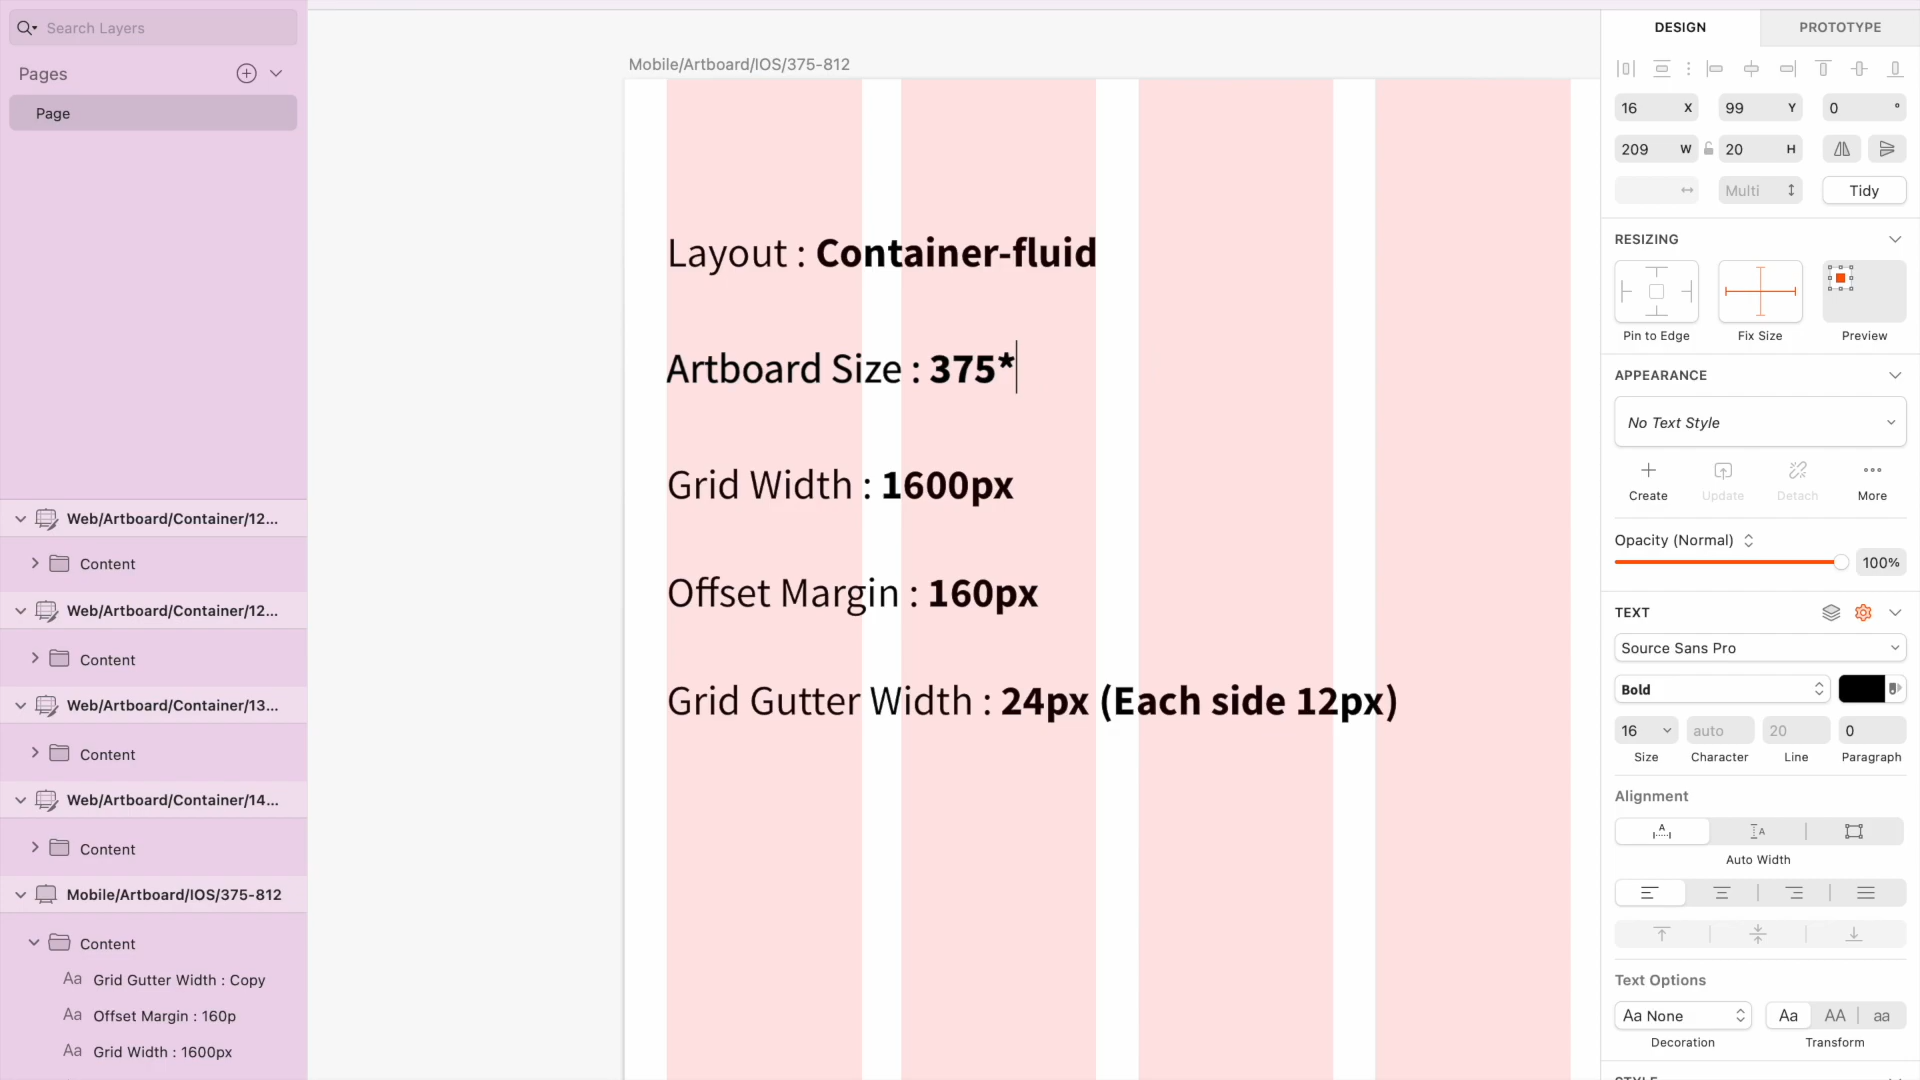 Search Layers
Pages
Page
Web/Artboard/Container/12...
Content
Web/Artboard/Container/12...
Content
Web/Artboard/Container/13...
Content
Web/Artboard/Container/14...
Content
Mobile/Artboard/IOS/375-812
Content
Aa Grid Gutter Width : Copy
Aa Offset Margin : 160p
Aa Grid Width : 1600px
Mobile/Artboard/IOS/375-812
Layout : Container-fluid
Artboard Size : 375*
Grid Width : 1600px
Offset Margin : 160px
Grid Gutter Width : 24px (Each side 12px)
DESIGN PROTOTYPE
16 X 99 Y 0 °
209 W 20 H
Multi Tidy
RESIZING
Pin to Edge Fix Size Preview
APPEARANCE
No Text Style
Create Update Detach More
Opacity (Normal)
100%
TEXT
Source Sans Pro
Bold
16 auto 20 0
Size Character Line Paragraph
Alignment
Auto Width
Text Options
Aa None Aa AA aa
Decoration Transform
STYLE